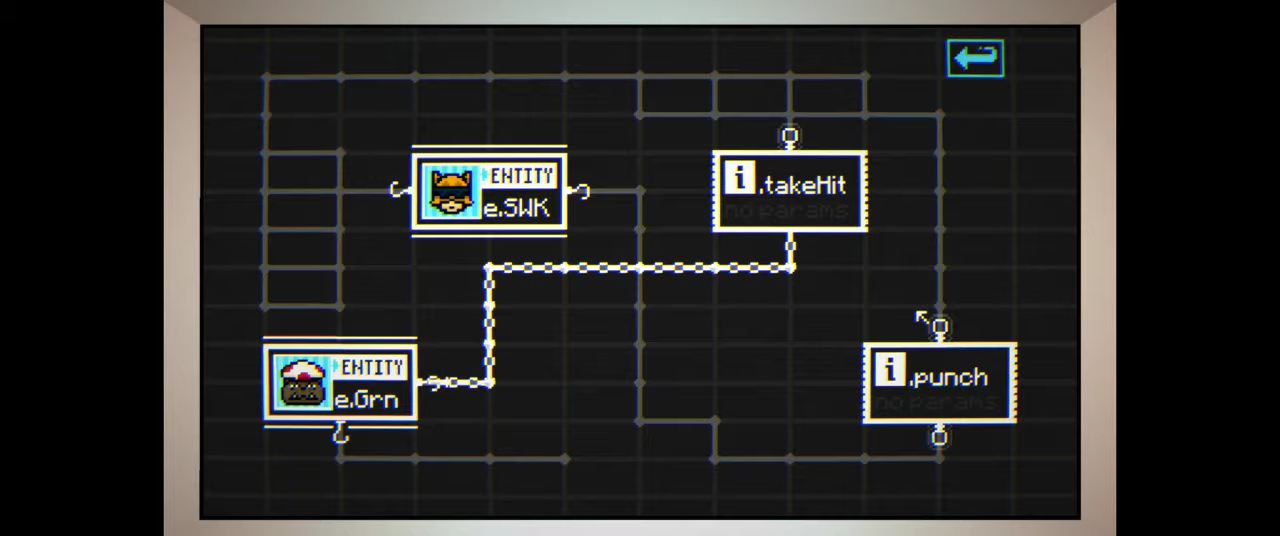 ENTITY
e.SWK
i .takeHit
no params
ENTITY
e.Grn
i .punch
no params